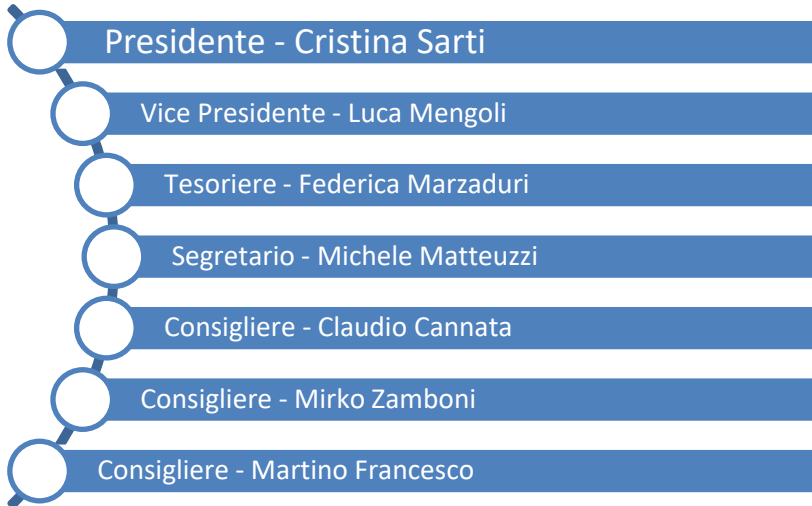 Presidente - Cristina Sarti
Vice Presidente - Luca Mengoli
Tesoriere - Federica Marzaduri
Segretario - Michele Matteuzzi
Consigliere - Claudio Cannata
Consigliere - Mirko Zamboni
Consigliere - Martino Francesco